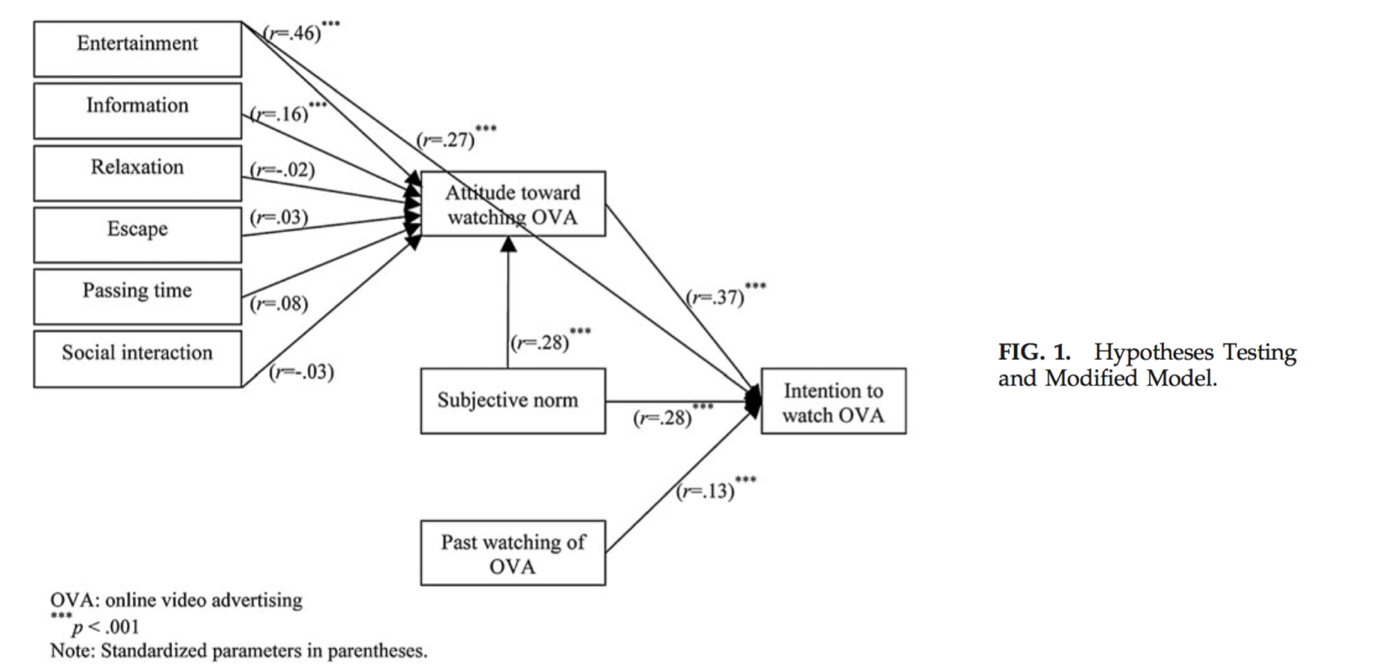 Entertainment
(r=.46)***
Information
(r=.16)***
Relaxation
(r=-.02)
Escape
(r=.03)
Passing time
(r=.08)
Social interaction
(r=-.03)
(r=.27)***
Attitude toward
watching OVA
(r=.37)***
(r=.28)***
Subjective norm
(r=.28)***
Intention to
watch OVA
(r=.13)***
Past watching of
OVA
OVA: online video advertising
***p < .001
Note: Standardized parameters in parentheses.
FIG. 1. Hypotheses Testing
and Modified Model.